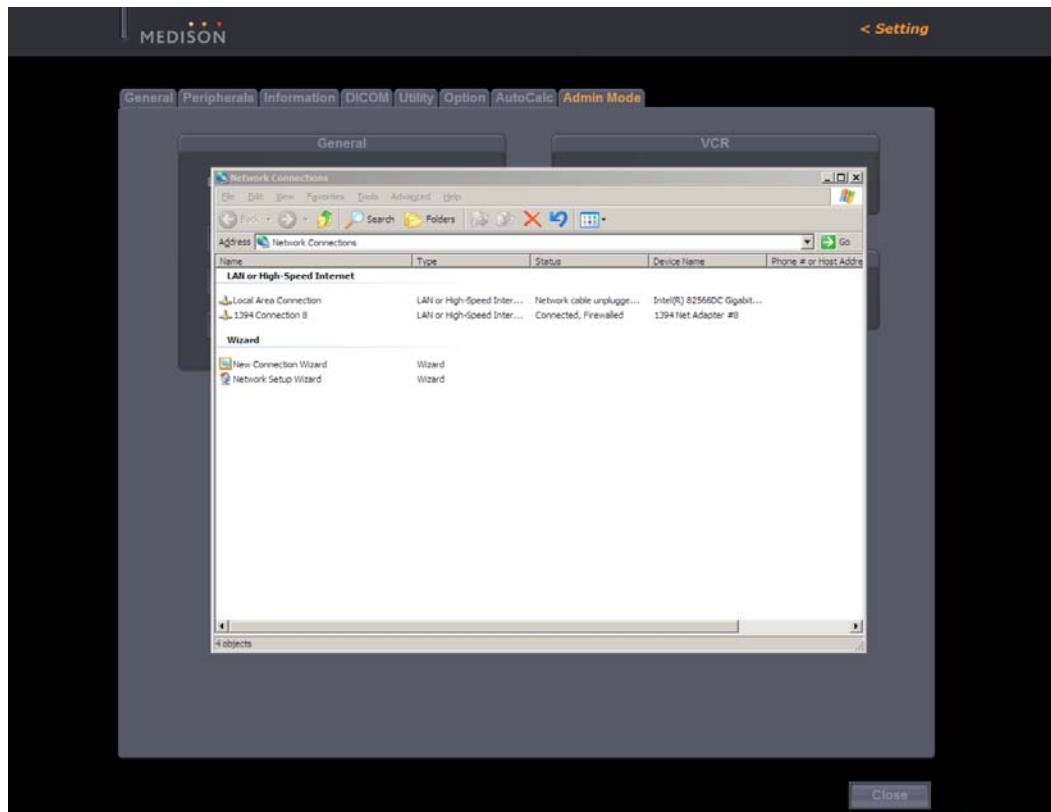 MEDISON
< Setting
General Peripherals Information DICOM Utility Option AutoCalc Admin Mode
General VCR
Network Connections
File Edit View Favorites Tools Advanced Help
Back Search Folders
Address Network Connections Go
Name Type Status Device Name Phone # or Host Addre
LAN or High-Speed Internet
Local Area Connection LAN or High-Speed Inter... Network cable unplugge... Intel(R) 82566DC Gigabit...
1394 Connection 8 LAN or High-Speed Inter... Connected, Firewalled 1394 Net Adapter #8
Wizard
New Connection Wizard Wizard
Network Setup Wizard Wizard
4 objects
Close